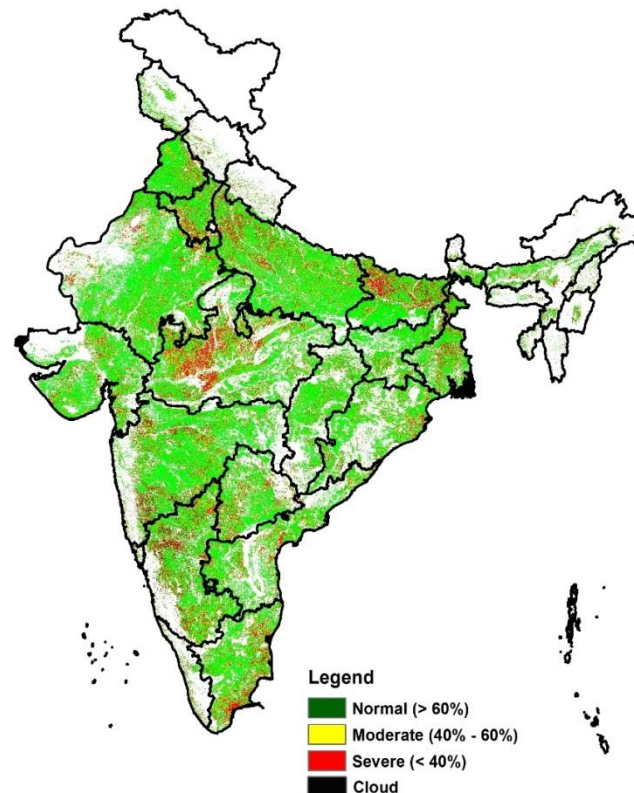 Legend
Normal (> 60%)
Moderate (40% - 60%)
Severe (< 40%)
Cloud